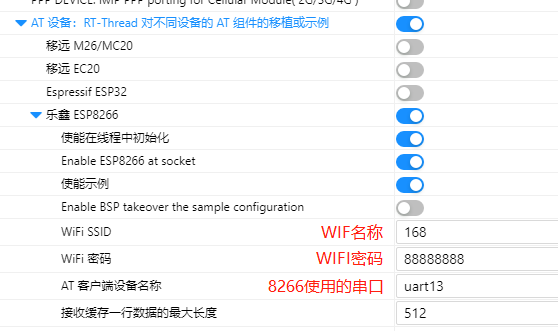 PPP DEVICE: lwIP PPP porting for Cellular Module( 2G/3G/4G )
AT 设备：RT-Thread 对不同设备的 AT 组件的移植或示例
移远 M26/MC20
移远 EC20
Espressif ESP32
乐鑫 ESP8266
使能在线程中初始化
Enable ESP8266 at socket
使能示例
Enable BSP takeover the sample configuration
WiFi SSID WIF名称 168
WiFi 密码 WIFI密码 88888888
AT 客户端设备名称 8266使用的串口 uart13
接收缓存一行数据的最大长度 512